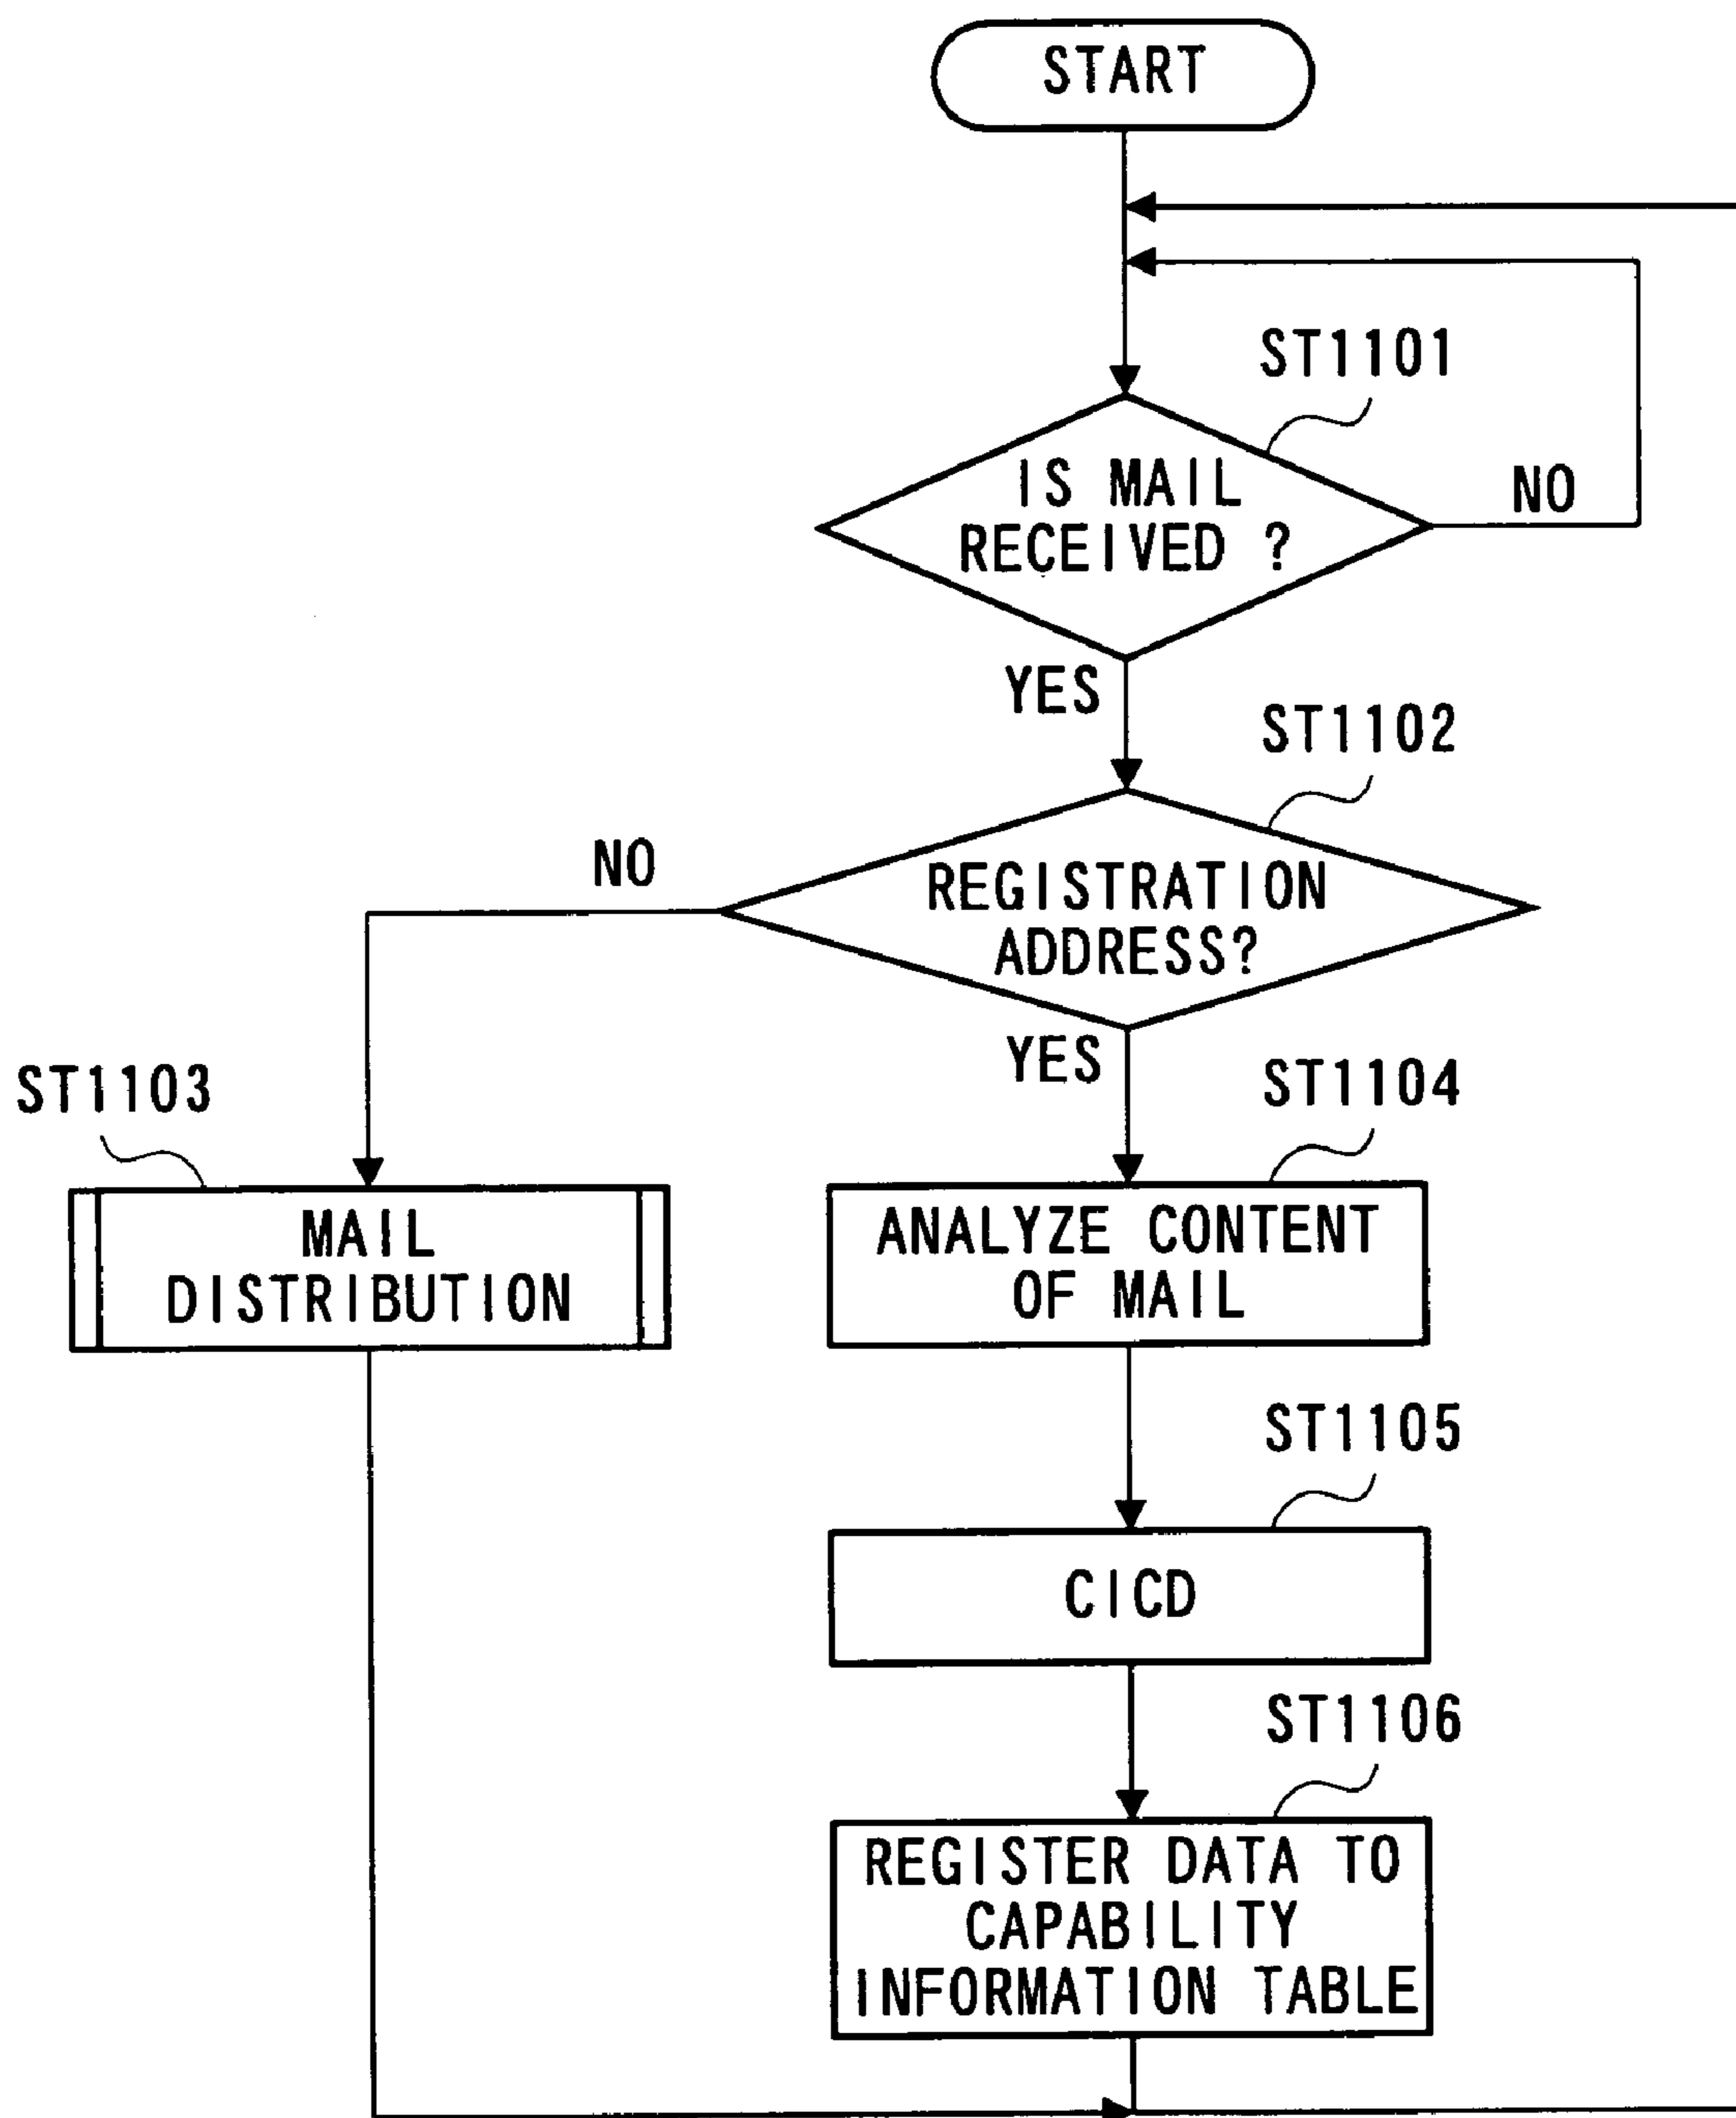 START
ST1101
IS MAIL
RECEIVED ?
NO
YES
ST1102
NO
REGISTRATION
ADDRESS?
YES
ST1103
ST1104
MAIL
DISTRIBUTION
ANALYZE CONTENT
OF MAIL
ST1105
CICD
ST1106
REGISTER DATA TO
CAPABILITY
INFORMATION TABLE